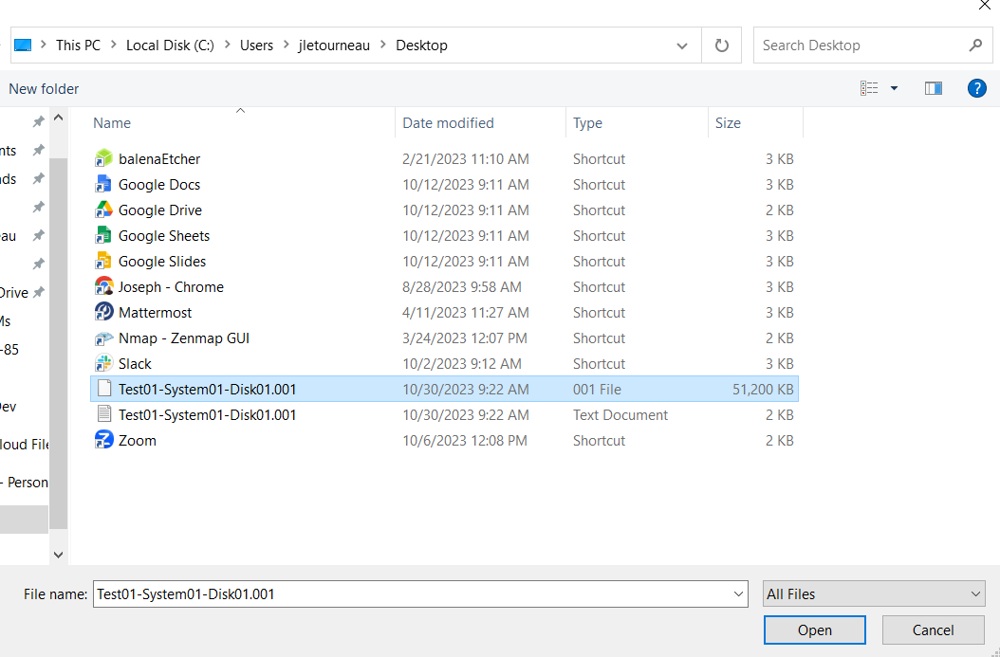 This PC > Local Disk (C:) > Users > jletourneau > Desktop
Search Desktop
New folder
?
Name Date modified Type Size
nts
ds
au
Drive
Ms
-85
Dev
loud File
- Person
balenaEtcher 2/21/2023 11:10 AM Shortcut 3 KB
Google Docs 10/12/2023 9:11 AM Shortcut 3 KB
Google Drive 10/12/2023 9:11 AM Shortcut 2 KB
Google Sheets 10/12/2023 9:11 AM Shortcut 3 KB
Google Slides 10/12/2023 9:11 AM Shortcut 3 KB
Joseph - Chrome 8/28/2023 9:58 AM Shortcut 3 KB
Mattermost 4/11/2023 11:27 AM Shortcut 3 KB
Nmap - Zenmap GUI 3/24/2023 12:07 PM Shortcut 2 KB
Slack 10/2/2023 9:12 AM Shortcut 3 KB
Test01-System01-Disk01.001 10/30/2023 9:22 AM 001 File 51,200 KB
Test01-System01-Disk01.001 10/30/2023 9:22 AM Text Document 2 KB
Zoom 10/6/2023 12:08 PM Shortcut 2 KB
File name: Test01-System01-Disk01.001 All Files
Open Cancel